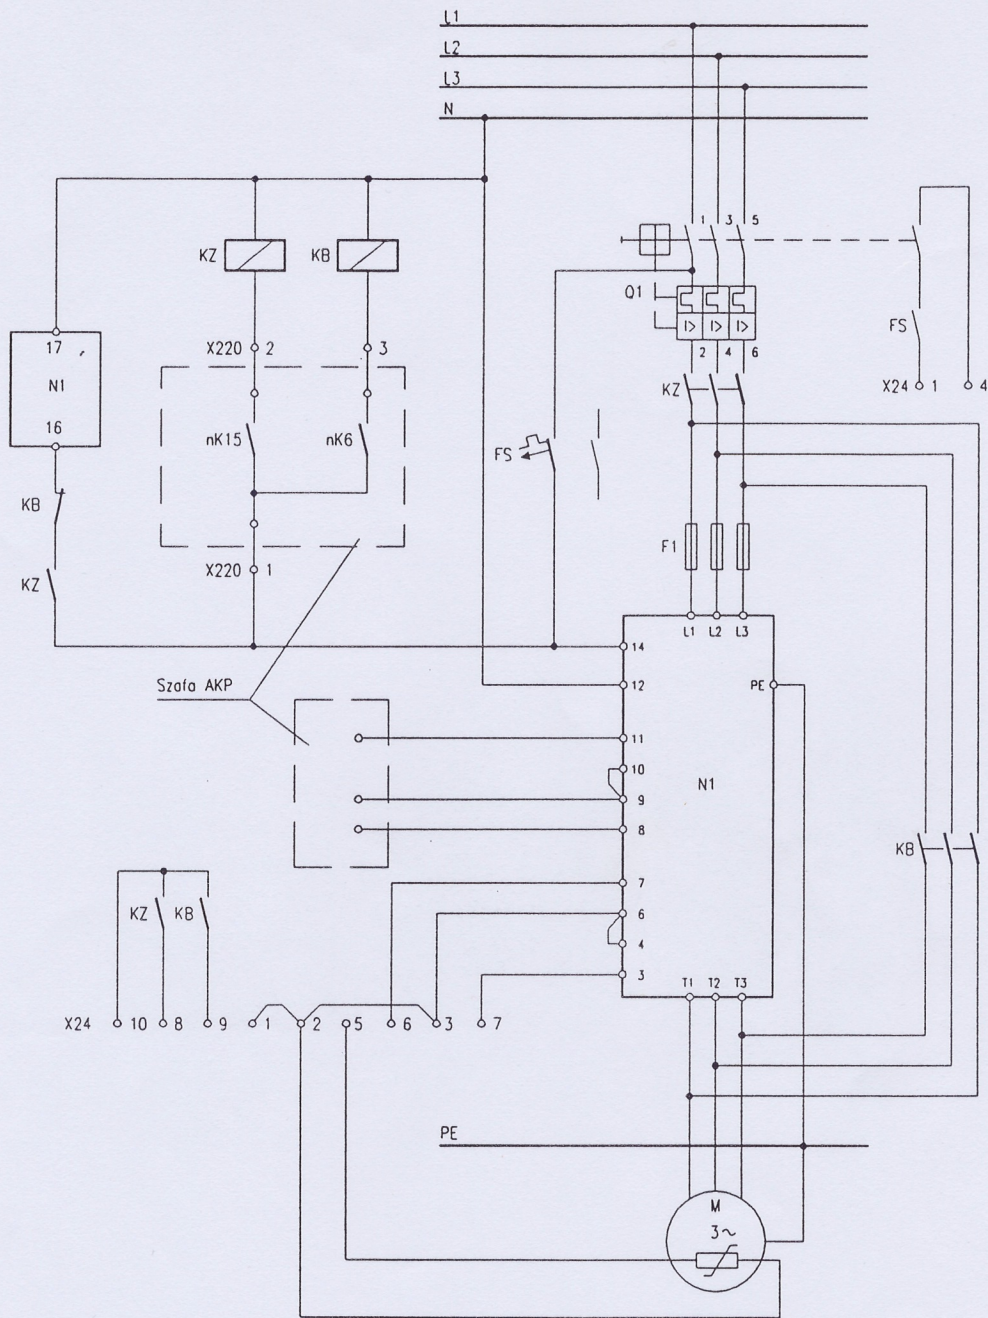 L1
L2
L3
N
1 3 5
KZ KB
Q1 I> I> I>
FS
17
X220 2 3
2 4 6
N1
KZ
X24 1 4
16
nK15 nK6
FS
KB
F1
X220 1
KZ
L1 L2 L3
14
Szafa AKP
12 PE
11
10
N1
9
8
KB
7
KZ KB
6
4
3
T1 T2 T3
X24 10 8 9 1 2 5 6 3 7
PE
M
3~